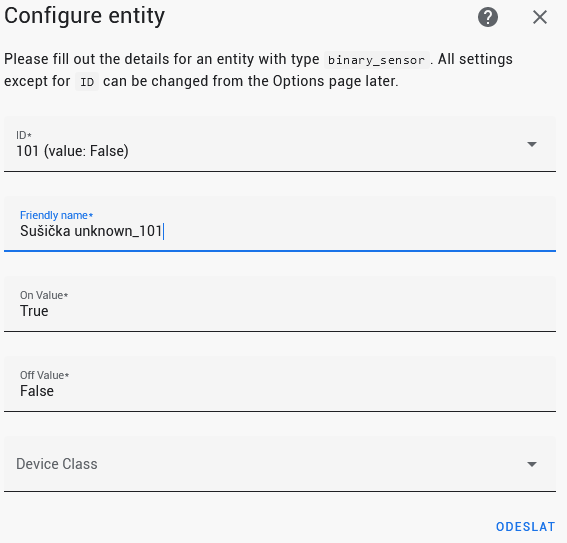 Configure entity
Please fill out the details for an entity with type binary_sensor. All settings
except for ID can be changed from the Options page later.
ID*
101 (value: False)
Friendly name*
Sušička unknown_101
On Value*
True
Off Value*
False
Device Class
ODESLAT